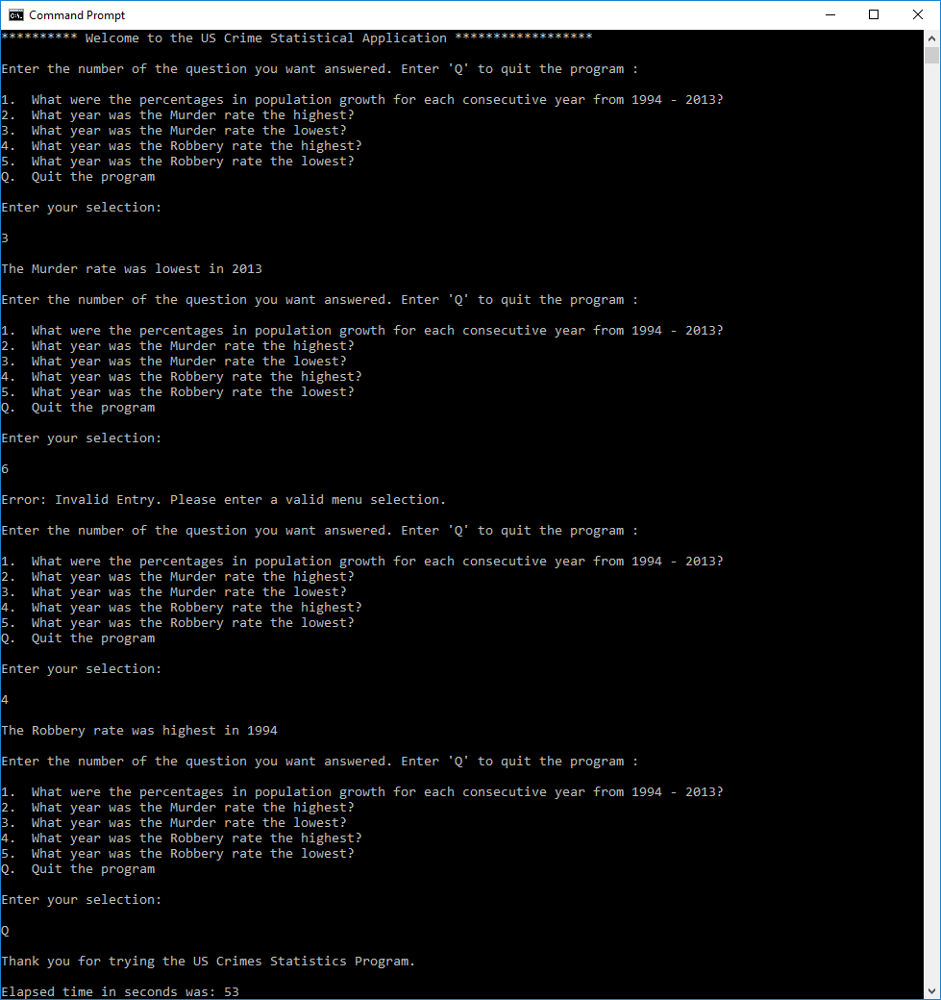 Command Prompt
********** Welcome to the US Crime Statistical Application ******************
Enter the number of the question you want answered. Enter 'Q' to quit the program :
1.  What were the percentages in population growth for each consecutive year from 1994 - 2013?
2.  What year was the Murder rate the highest?
3.  What year was the Murder rate the lowest?
4.  What year was the Robbery rate the highest?
5.  What year was the Robbery rate the lowest?
Q.  Quit the program
Enter your selection:
3
The Murder rate was lowest in 2013
Enter the number of the question you want answered. Enter 'Q' to quit the program :
1.  What were the percentages in population growth for each consecutive year from 1994 - 2013?
2.  What year was the Murder rate the highest?
3.  What year was the Murder rate the lowest?
4.  What year was the Robbery rate the highest?
5.  What year was the Robbery rate the lowest?
Q.  Quit the program
Enter your selection:
6
Error: Invalid Entry. Please enter a valid menu selection.
Enter the number of the question you want answered. Enter 'Q' to quit the program :
1.  What were the percentages in population growth for each consecutive year from 1994 - 2013?
2.  What year was the Murder rate the highest?
3.  What year was the Murder rate the lowest?
4.  What year was the Robbery rate the highest?
5.  What year was the Robbery rate the lowest?
Q.  Quit the program
Enter your selection:
4
The Robbery rate was highest in 1994
Enter the number of the question you want answered. Enter 'Q' to quit the program :
1.  What were the percentages in population growth for each consecutive year from 1994 - 2013?
2.  What year was the Murder rate the highest?
3.  What year was the Murder rate the lowest?
4.  What year was the Robbery rate the highest?
5.  What year was the Robbery rate the lowest?
Q.  Quit the program
Enter your selection:
Q
Thank you for trying the US Crimes Statistics Program.
Elapsed time in seconds was: 53